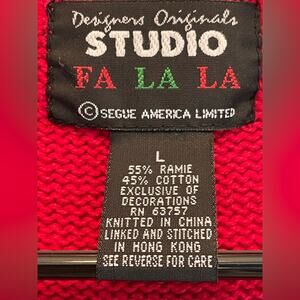 Designers Originals
STUDIO
FA LA LA
© SEGUE AMERICA LIMITED
L
55% RAMIE
45% COTTON
EXCLUSIVE OF
DECORATIONS
RN 63757
KNITTED IN CHINA
LINKED AND STITCHED
IN HONG KONG
SEE REVERSE FOR CARE